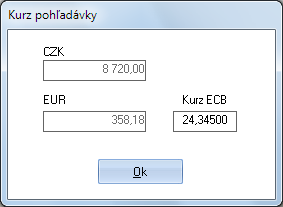 Kurz pohľadávky
CZK
8 720,00
EUR Kurz ECB
358,18 24,34500
Ok